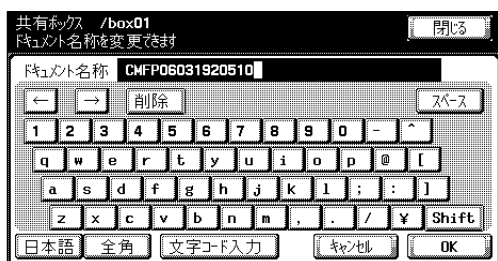 共有ボックス /box01 閉じる
ドキュメント名称を変更できます
ドキュメント名称 CMFP06031920510
← → 削除 スペース
1 2 3 4 5 6 7 8 9 0 - ^
q w e r t y u i o p @ [
a s d f g h j k l ; : ]
z x c v b n m , . / ¥ Shift
日本語 全角 文字コード入力 キャンセル OK